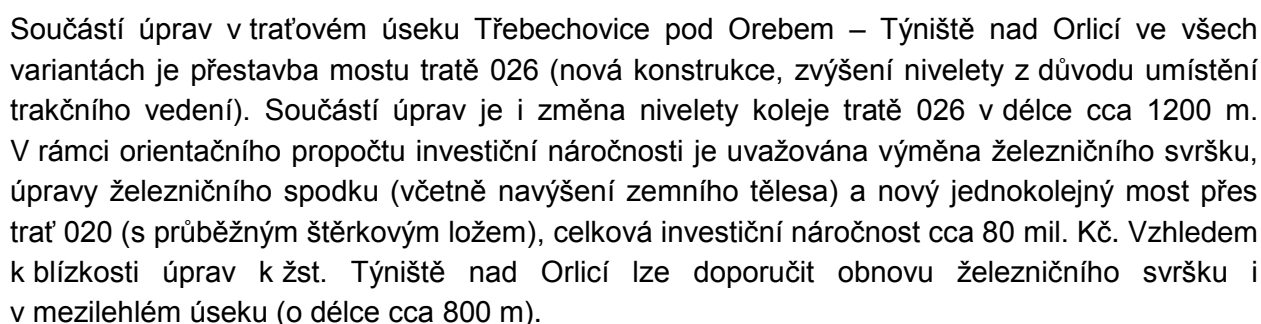 Součástí úprav v traťovém úseku Třebechovice pod Orebem – Týniště nad Orlicí ve všech
variantách je přestavba mostu tratě 026 (nová konstrukce, zvýšení nivelety z důvodu umístění
trakčního vedení). Součástí úprav je i změna nivelety koleje tratě 026 v délce cca 1200 m.
V rámci orientačního propočtu investiční náročnosti je uvažována výměna železničního svršku,
úpravy železničního spodku (včetně navýšení zemního tělesa) a nový jednokolejný most přes
trať 020 (s průběžným štěrkovým ložem), celková investiční náročnost cca 80 mil. Kč. Vzhledem
k blízkosti úprav k žst. Týniště nad Orlicí lze doporučit obnovu železničního svršku i
v mezilehlém úseku (o délce cca 800 m).